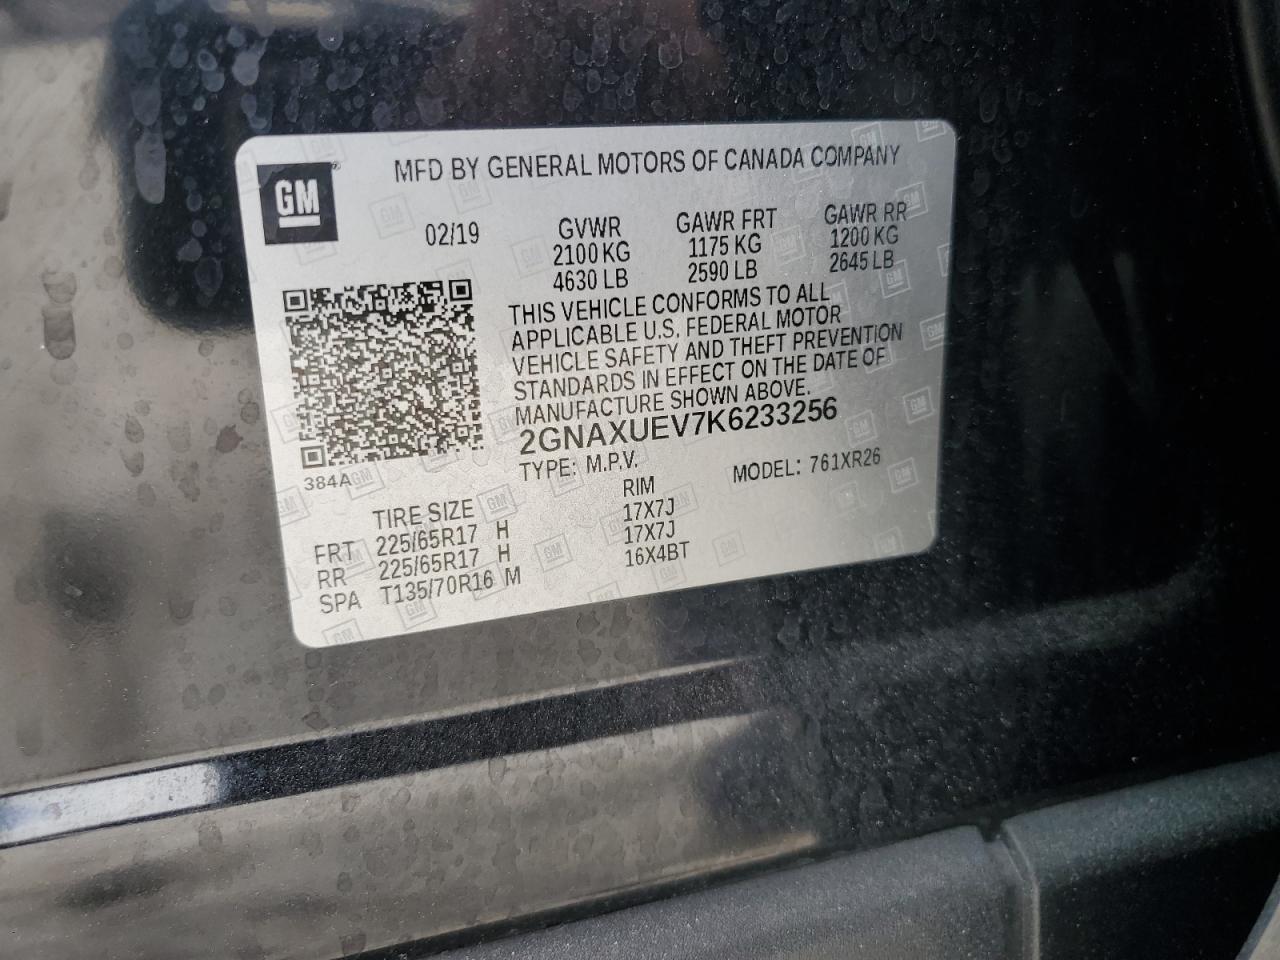 GM
MFD BY GENERAL MOTORS OF CANADA COMPANY
02/19 GVWR GAWR FRT GAWR RR
2100 KG 1175 KG 1200 KG
4630 LB 2590 LB 2645 LB
THIS VEHICLE CONFORMS TO ALL
APPLICABLE U.S. FEDERAL MOTOR
VEHICLE SAFETY AND THEFT PREVENTION
STANDARDS IN EFFECT ON THE DATE OF
MANUFACTURE SHOWN ABOVE.
2GNAXUEV7K6233256
384A TYPE: M.P.V. MODEL: 761XR26
TIRE SIZE RIM
FRT 225/65R17 H 17X7J
RR 225/65R17 H 17X7J
SPA T135/70R16 M 16X4BT